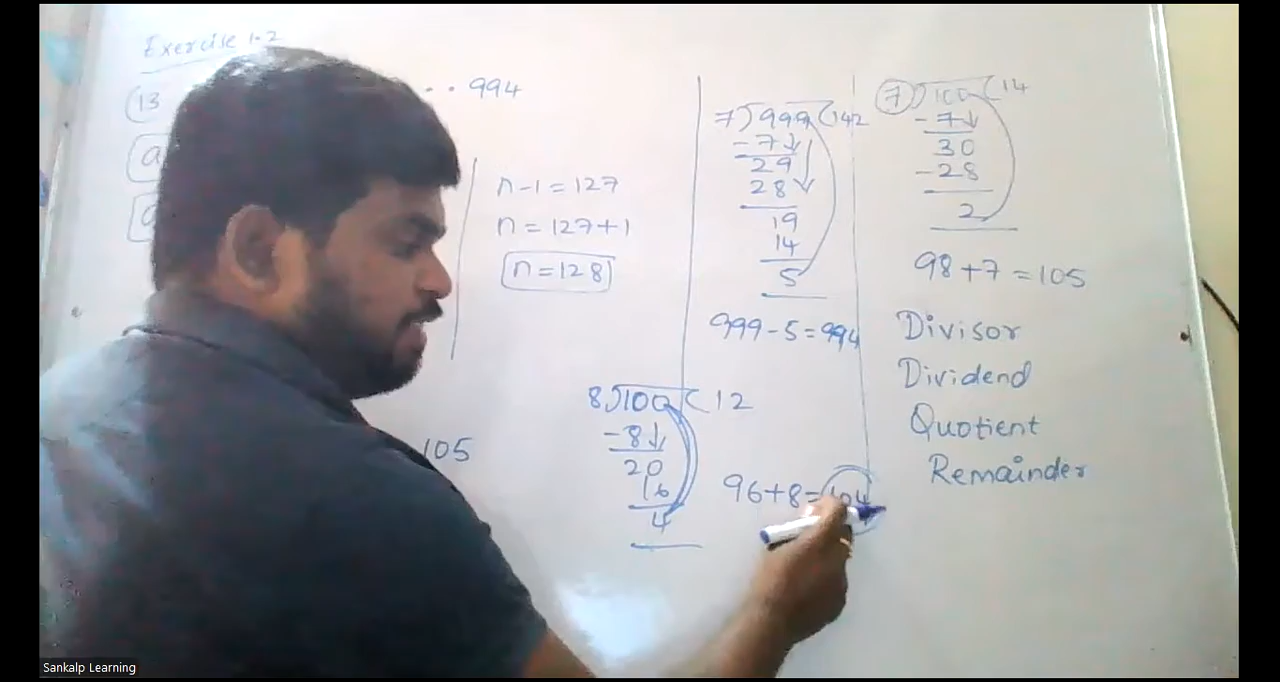 Exercise 1.2
13
.. 994
n-1=127
n=127+1
n=128
105
7)999(142
-7
29
28
19
14
5
999-5=994
8)100(12
-8
20
16
4
96+8=104
7)100(14
-7
30
-28
2
98+7=105
Divisor
Dividend
Quotient
Remainder
Sankalp Learning